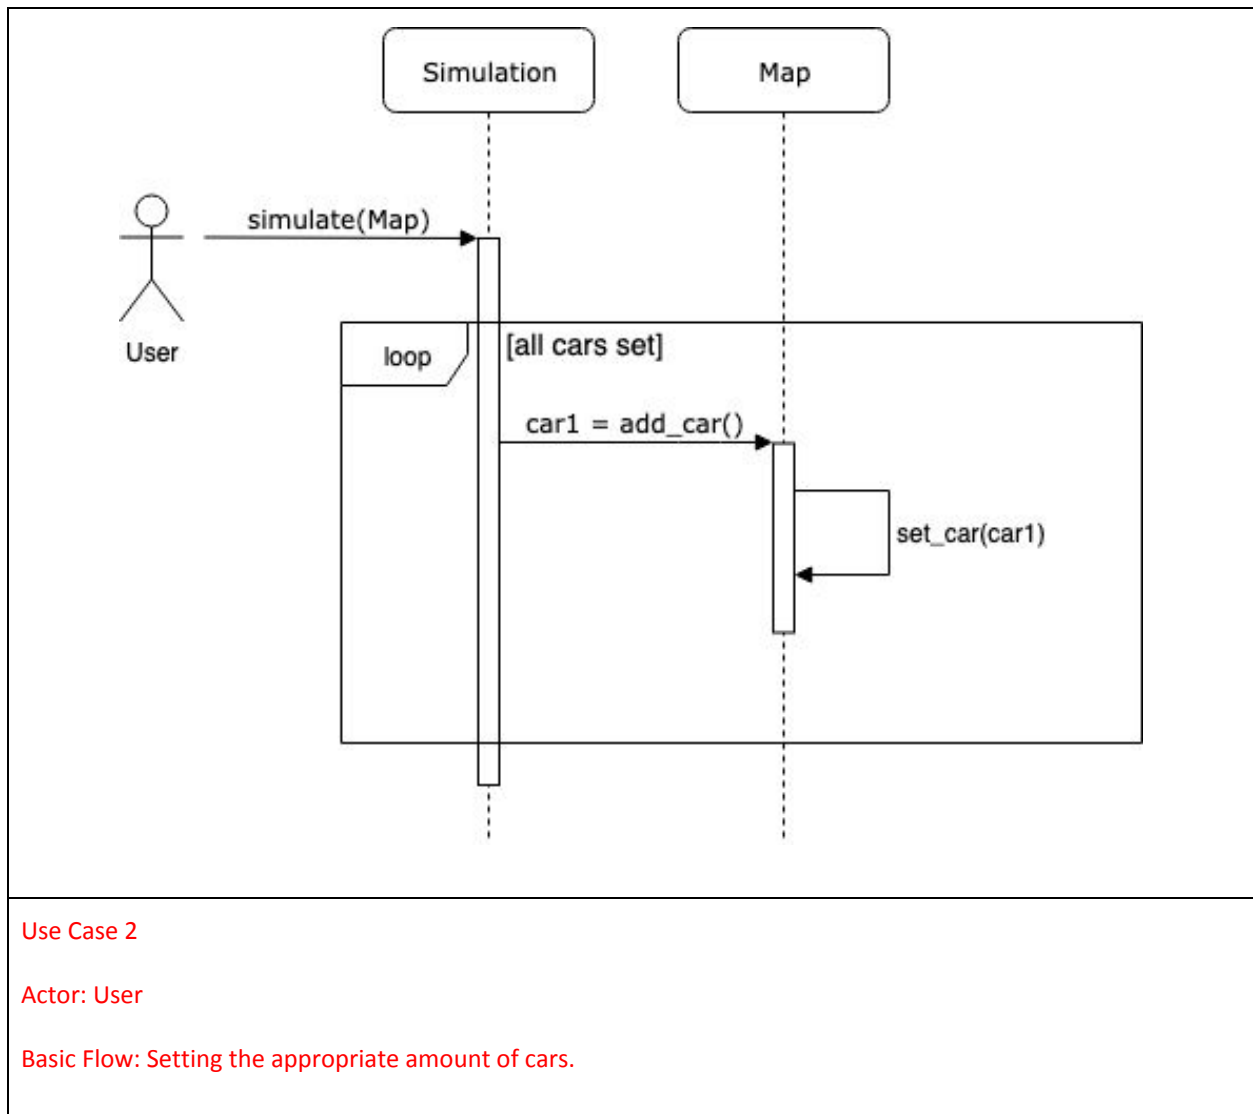 Simulation
Map
simulate(Map)
User
loop
[all cars set]
car1 = add_car()
set_car(car1)
Use Case 2
Actor: User
Basic Flow: Setting the appropriate amount of cars.